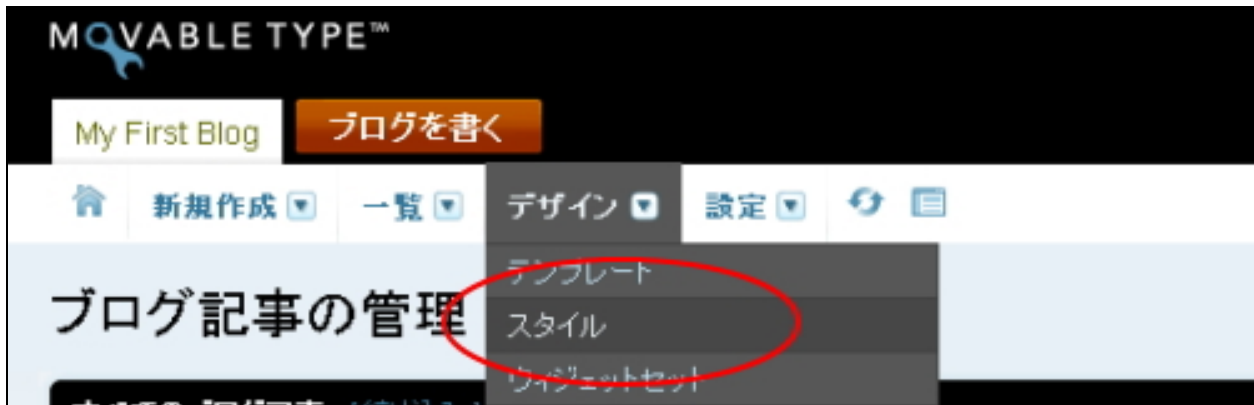 MOVABLE TYPE™
My First Blog ブログを書く
新規作成 一覧 デザイン 設定
テンプレート
ブログ記事の管理 スタイル
ウィジェットセット